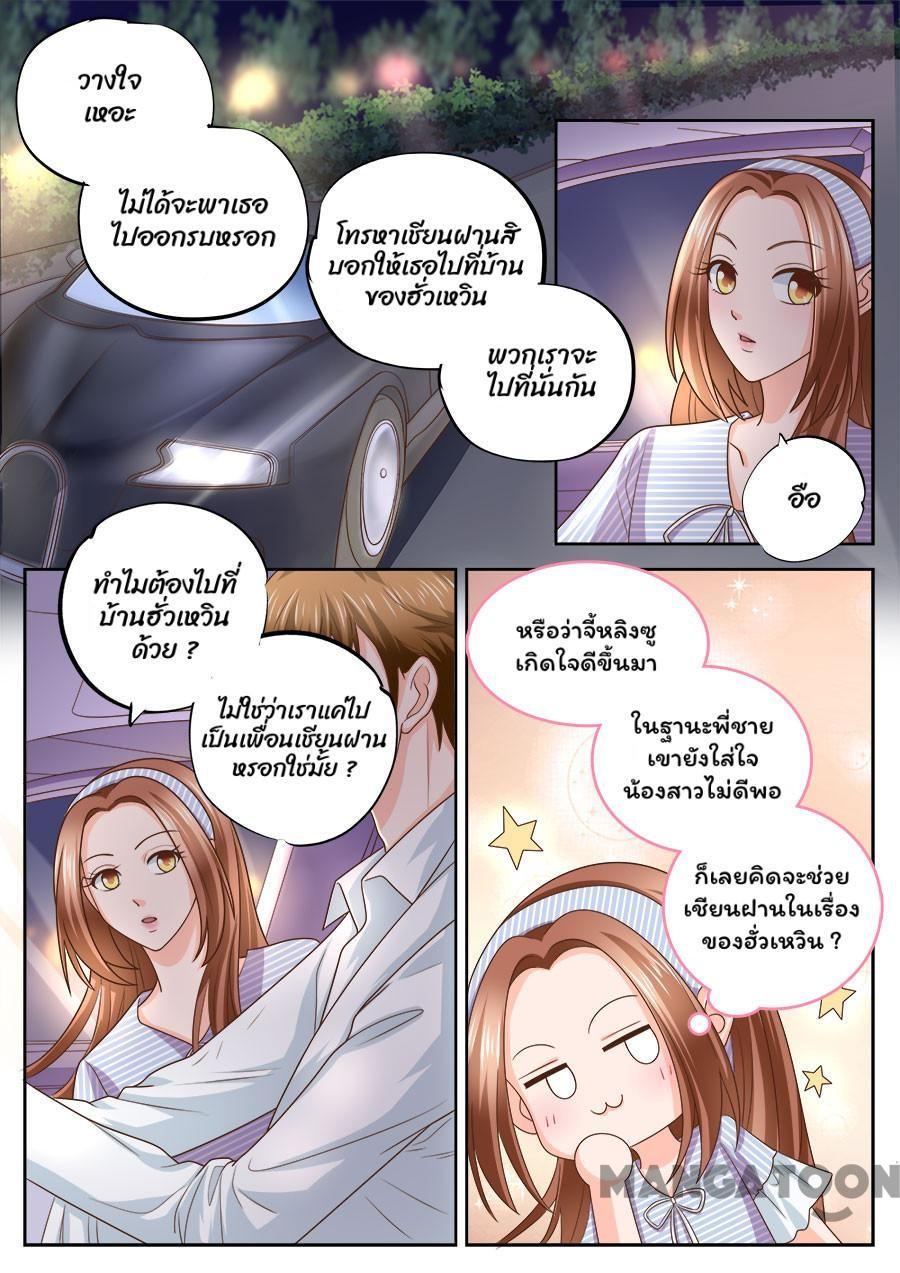 วางใจ
เหอะ
ไม่ได้จะพาเธอ
ไปออกรบหรอก
โทรหาเชียนฝานสิ
บอกให้เธอไปที่บ้าน
ของฮั่วเหวิน
พวกเราจะ
ไปที่นั่นกัน
อือ
ทำไมต้องไปที่
บ้านฮั่วเหวิน
ด้วย ?
ไม่ใช่ว่าเราแค่ไป
เป็นเพื่อนเชียนฝาน
หรอกใช่มั้ย ?
หรือว่าจี้หลิงซู
เกิดใจดีขึ้นมา
ในฐานะพี่ชาย
เขายังใส่ใจ
น้องสาวไม่ดีพอ
ก็เลยคิดจะช่วย
เชียนฝานในเรื่อง
ของฮั่วเหวิน ?
MANGATOON